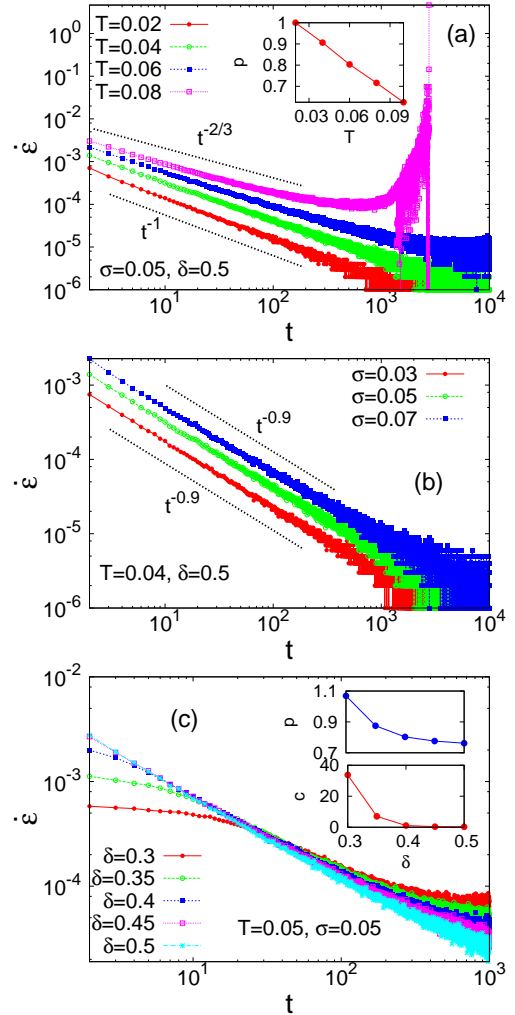 (a)
T=0.02
T=0.04
T=0.06
T=0.08
10^0
10^-1
10^-2
10^-3
10^-4
10^-5
10^-6
ε̇
t^-2/3
t^-1
σ=0.05, δ=0.5
1
0.9
0.8
0.7
p
0.03 0.06 0.09
T
10^1 10^2 10^3 10^4
t
10^-3
10^-4
10^-5
10^-6
ε̇
σ=0.03
σ=0.05
σ=0.07
t^-0.9
(b)
t^-0.9
T=0.04, δ=0.5
10^1 10^2 10^3 10^4
t
10^-2
10^-3
10^-4
ε̇
(c)
1.1
0.9
0.7
p
40
20
0
c
0.3 0.4 0.5
δ
δ=0.3
δ=0.35
δ=0.4
δ=0.45
δ=0.5
T=0.05, σ=0.05
10^1 10^2 10^3
t